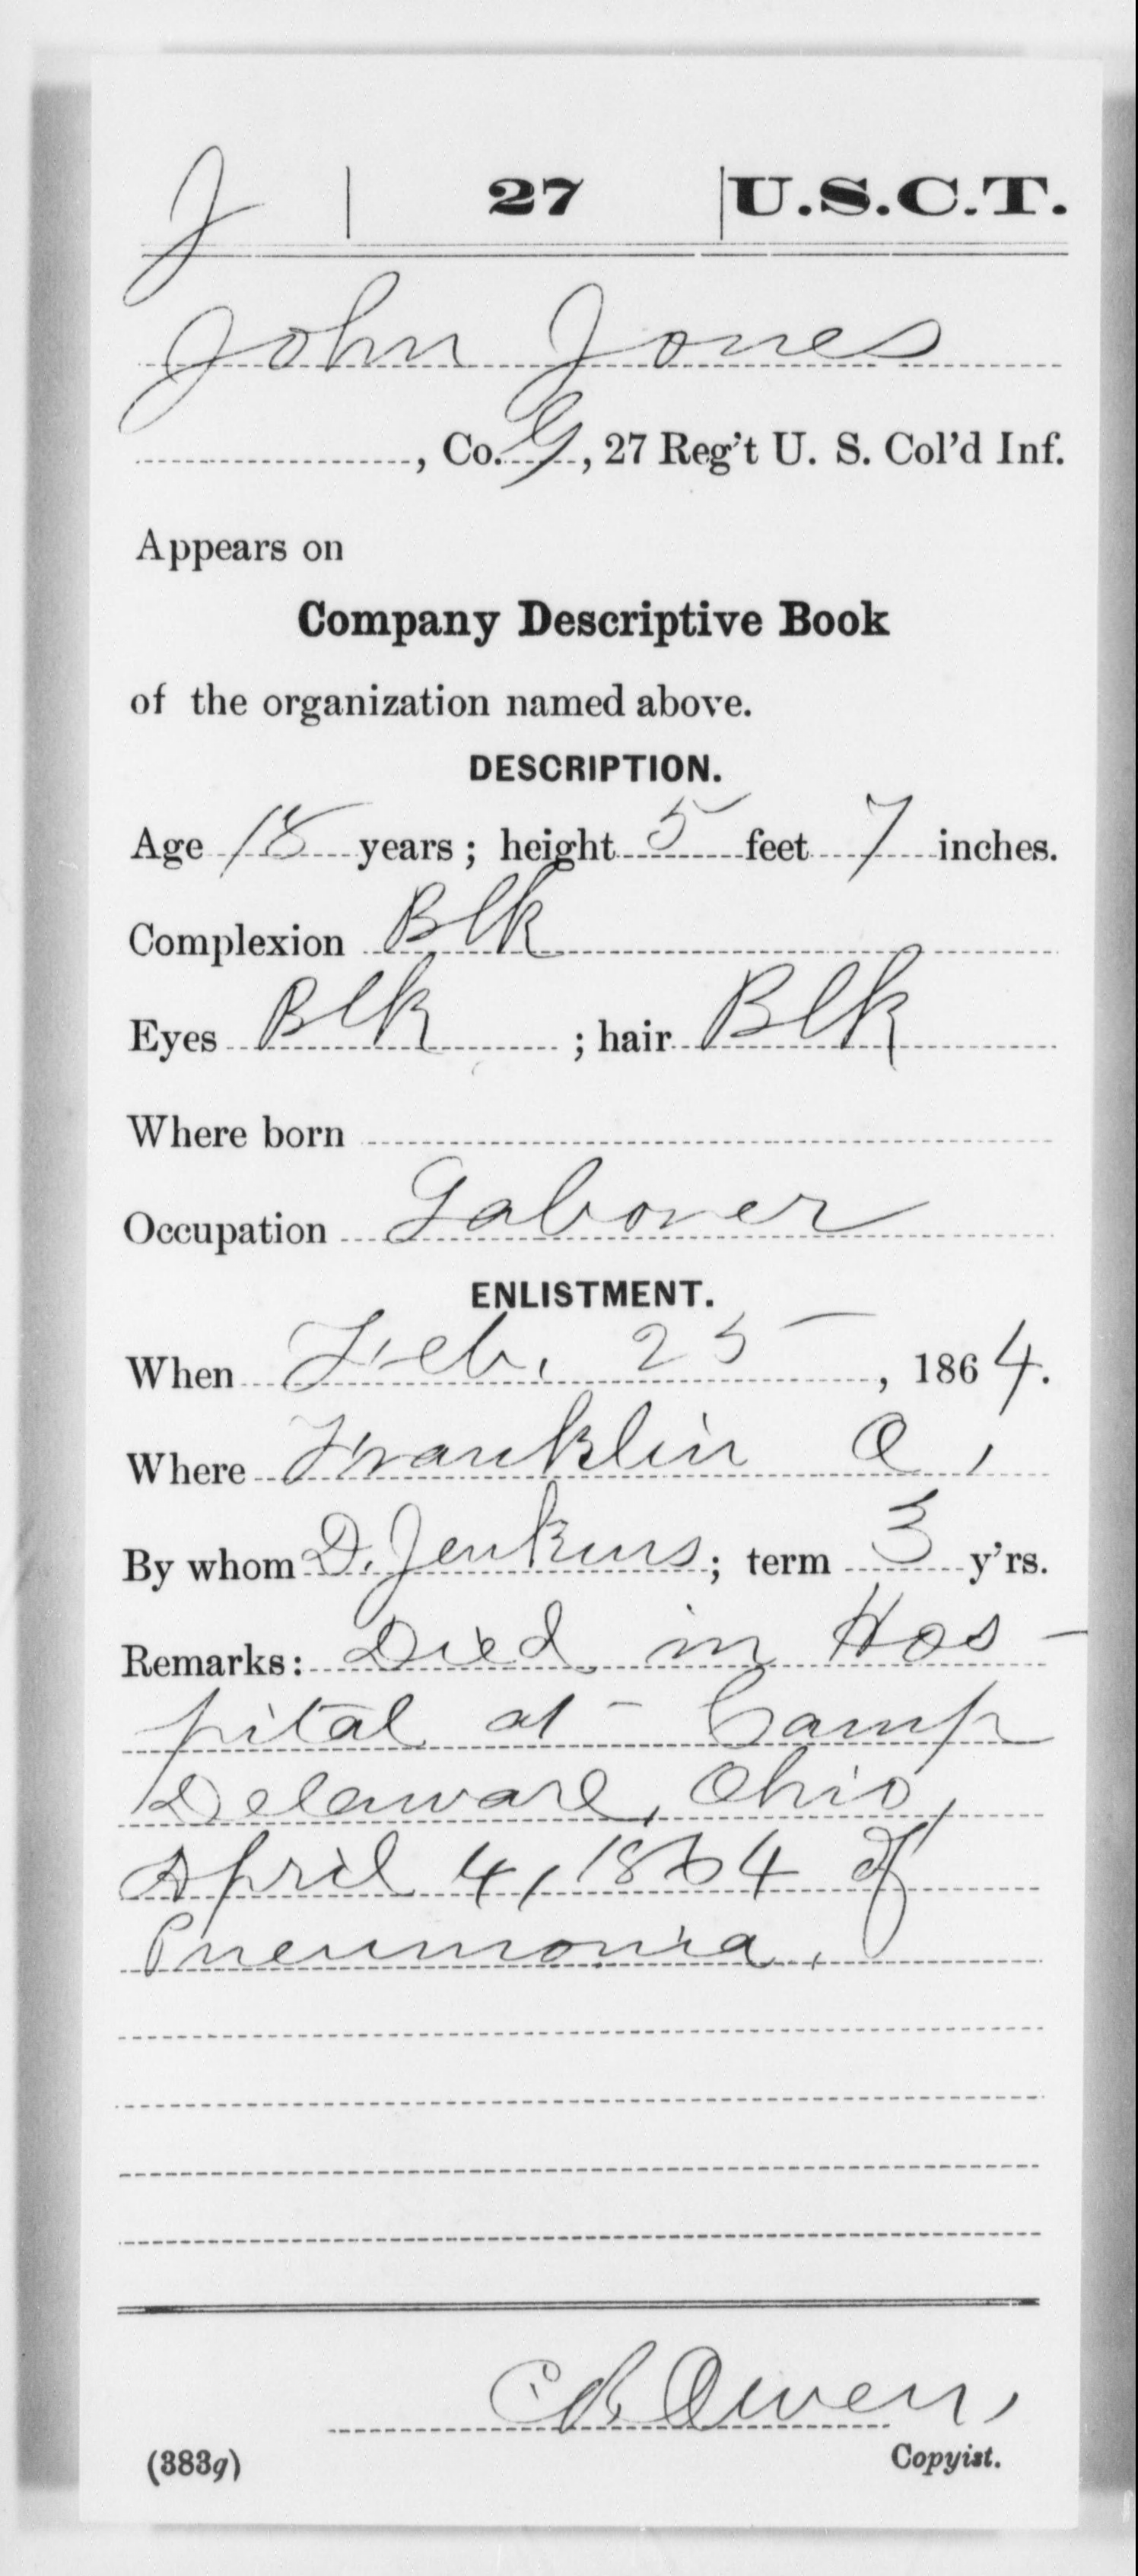 J | 27 | U.S.C.T.
John Jones
, Co. G, 27 Reg't U. S. Col'd Inf.
Appears on
Company Descriptive Book
of the organization named above.
DESCRIPTION.
Age 18 years; height 5 feet 7 inches.
Complexion Blk
Eyes Blk ; hair Blk
Where born
Occupation Laborer
ENLISTMENT.
When Feb. 25, 1864.
Where Franklin O,
By whom D. Jenkins; term 3 y'rs.
Remarks: Died in Hos-
pital at Camp
Delaware, Ohio,
April 4, 1864 of
Pneumonia.
C B Owen,
(383g) Copyist.